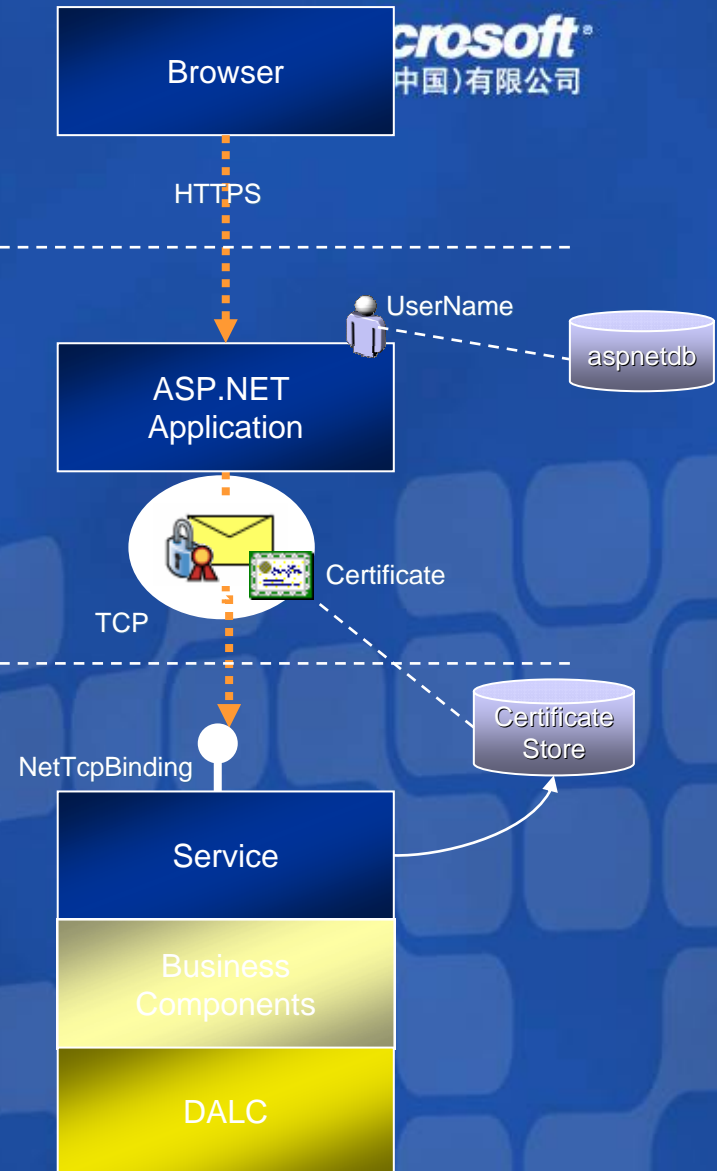 crosoft®
中国)有限公司
Browser
HTTPS
UserName
aspnetdb
ASP.NET
Application
Certificate
TCP
Certificate
Store
NetTcpBinding
Service
Business
Components
DALC